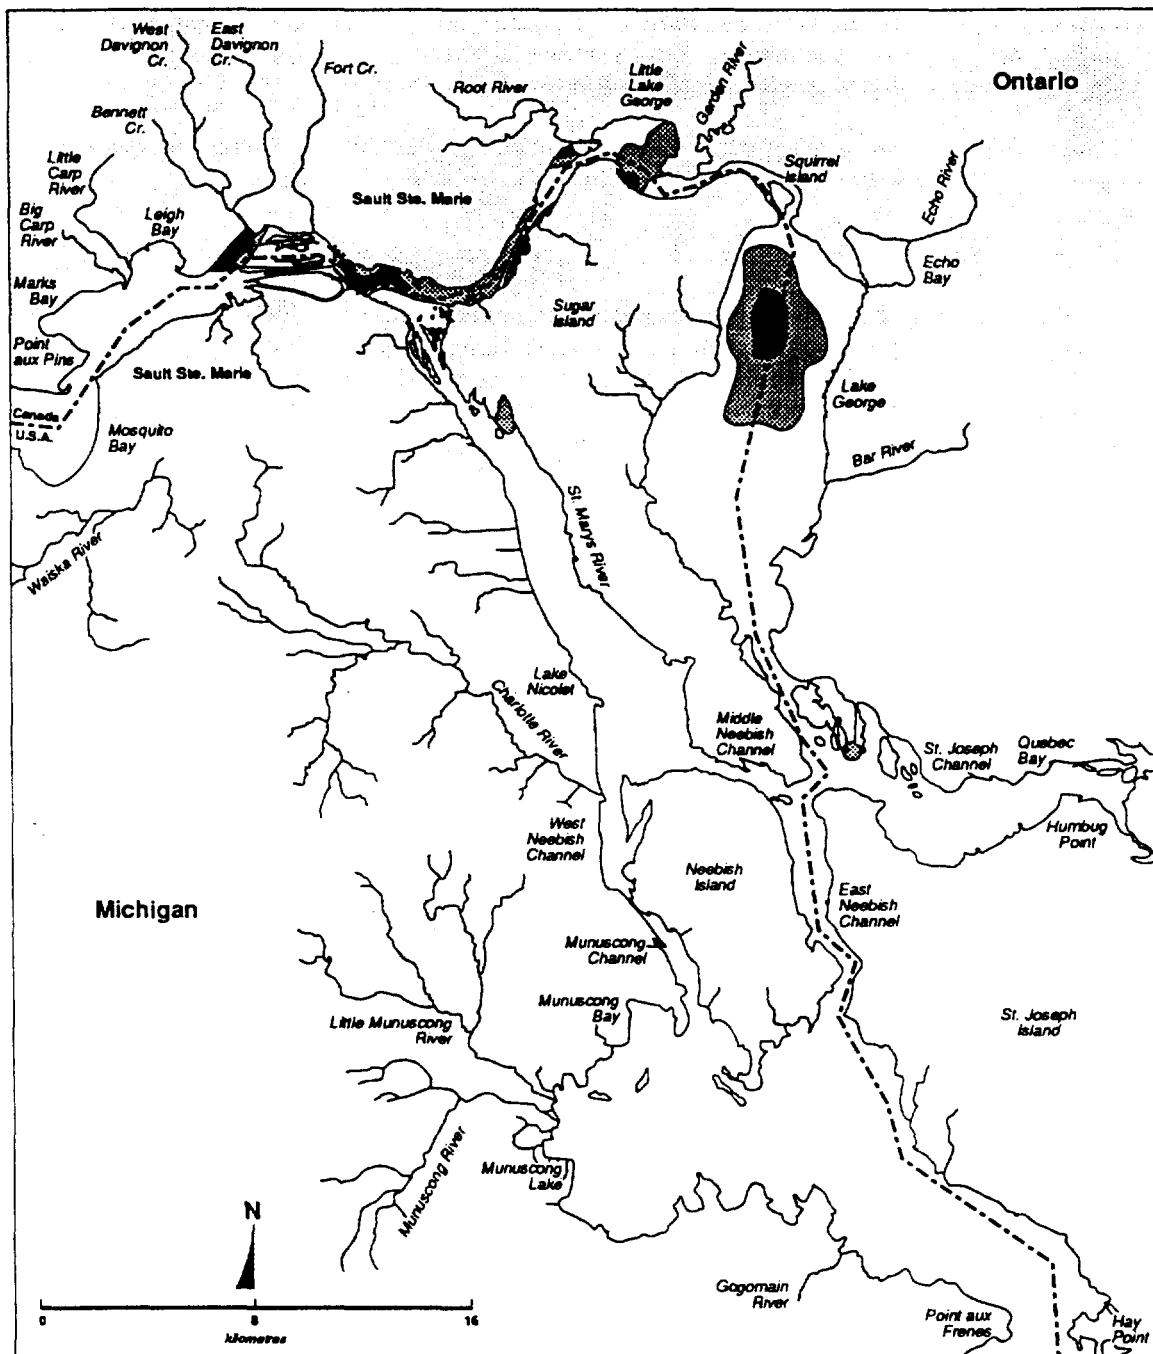 West
Davignon
Cr.
East
Davignon
Cr.
Fort Cr.
Bennett
Cr.
Little
Carp
River
Big
Carp
River
Leigh
Bay
Marks
Bay
Point
aux Pins
Sault Ste. Marie
Canada
U.S.A.
Mosquito
Bay
Root River
Little
Lake
George
Garden River
Ontario
Squirrel
Island
Echo River
Echo
Bay
Sault Ste. Marie
Sugar
Island
Lake
George
Bar River
Waiska River
St. Marys River
Lake
Nicolet
Charlotte River
Middle
Neebish
Channel
St. Joseph
Channel
Quebec
Bay
Humbug
Point
West
Neebish
Channel
Neebish
Island
East
Neebish
Channel
Michigan
Munuscong
Channel
Munuscong
Bay
Little Munuscong
River
St. Joseph
Island
Munuscong River
Munuscong
Lake
N
Gogomain
River
Point aux
Frenes
Hay
Point
0 8 16
kilometres